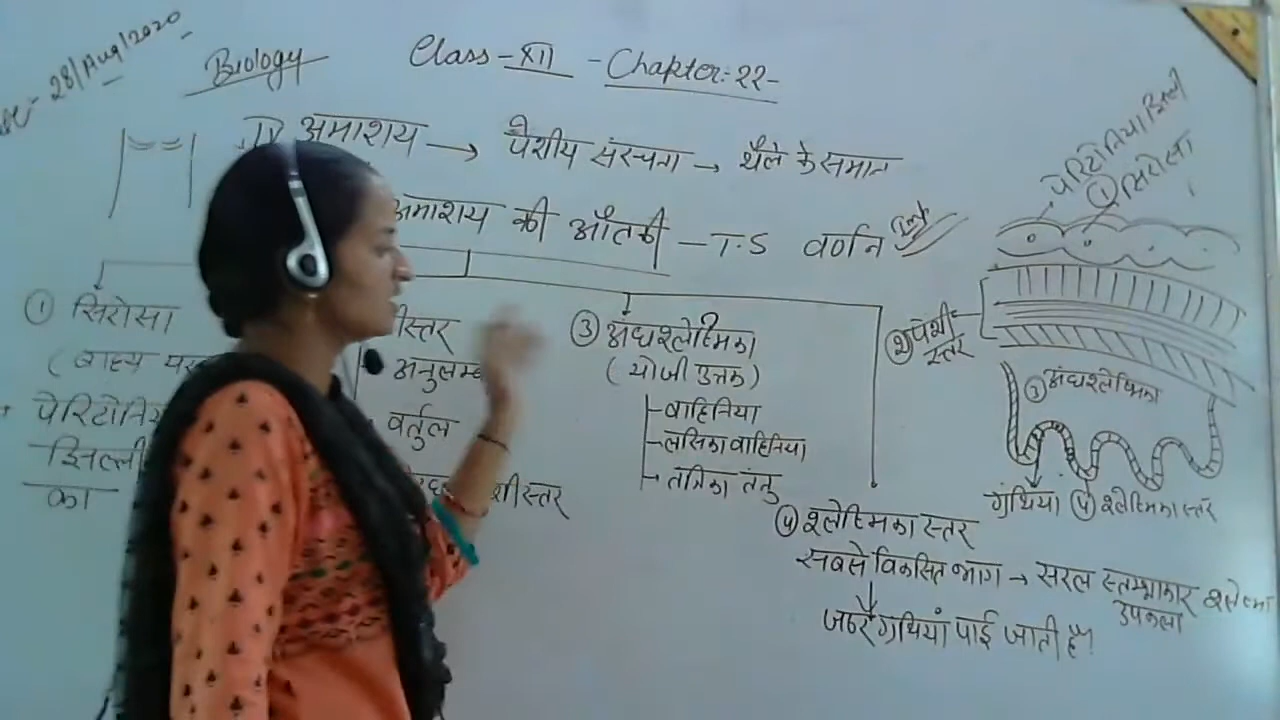 28/Aug/2020
Biology Class-XII - Chapter:22-
अमाशय → पेशीय संरचना → थैले के समान
अमाशय की आँतकी - T.S वर्णन
① सिरोसा
(बाह्य
पेरिटोनि
झिल्ली
का
स्तर
अनुलम्ब
वर्तुल
शीस्तर
③ अधश्लेष्मिका
(योजी उत्तक)
वाहिनिया
लसिका वाहिनिया
तंत्रिका तंतु
④ श्लेष्मिका स्तर
सबसे विकसित भाग → सरल स्तम्भाकार
उपकला
जठर ग्रंथियां पाई जाती है।
पेरिटोनियम झिल्ली
① सिरोसा
② पेशी
स्तर
③ अधश्लेष्मिका
ग्रंथिया ④ श्लेष्मिका स्तर